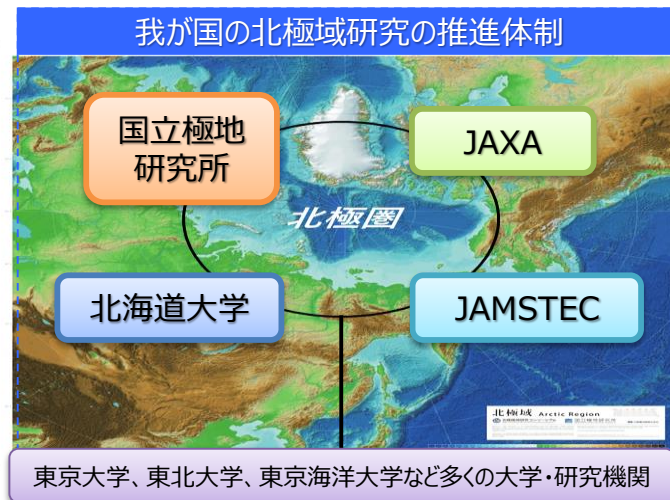 我が国の北極域研究の推進体制
国立極地
研究所
JAXA
北極圏
北海道大学
JAMSTEC
北極域 Arctic Region
東京大学、東北大学、東京海洋大学など多くの大学・研究機関